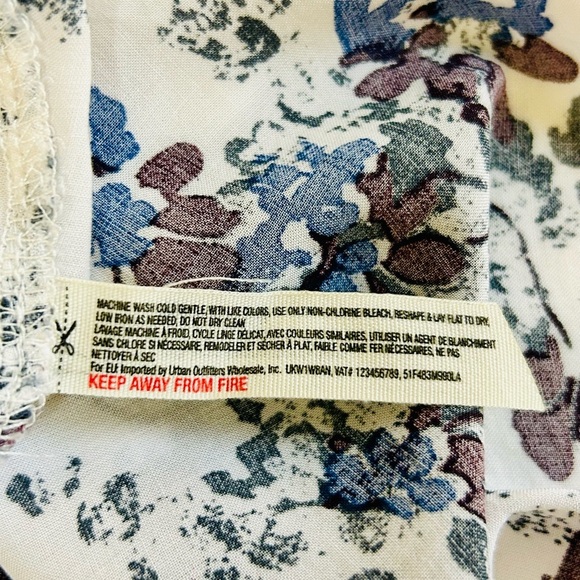 MACHINE WASH COLD GENTLE, WITH LIKE COLORS, USE ONLY NON-CHLORINE BLEACH, RESHAPE & LAY FLAT TO DRY,
LOW IRON AS NEEDED, DO NOT DRY CLEAN
LAVAGE MACHINE À FROID, CYCLE LINGE DÉLICAT, AVEC COULEURS SIMILAIRES, UTILISER UN AGENT DE BLANCHIMENT
SANS CHLORE SI NÉCESSAIRE, REMODELER ET SÉCHER À PLAT, FAIBLE COMME FER NÉCESSAIRES, NE PAS
NETTOYER À SEC
For EU: Imported by Urban Outfitters Wholesale, Inc. UKW1W8AN, VAT# 123456789, 51F483M980LA
KEEP AWAY FROM FIRE